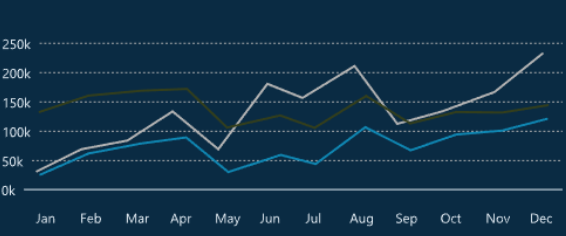 250k
200k
150k
100k
50k
0k
Jan Feb Mar Apr May Jun Jul Aug Sep Oct Nov Dec